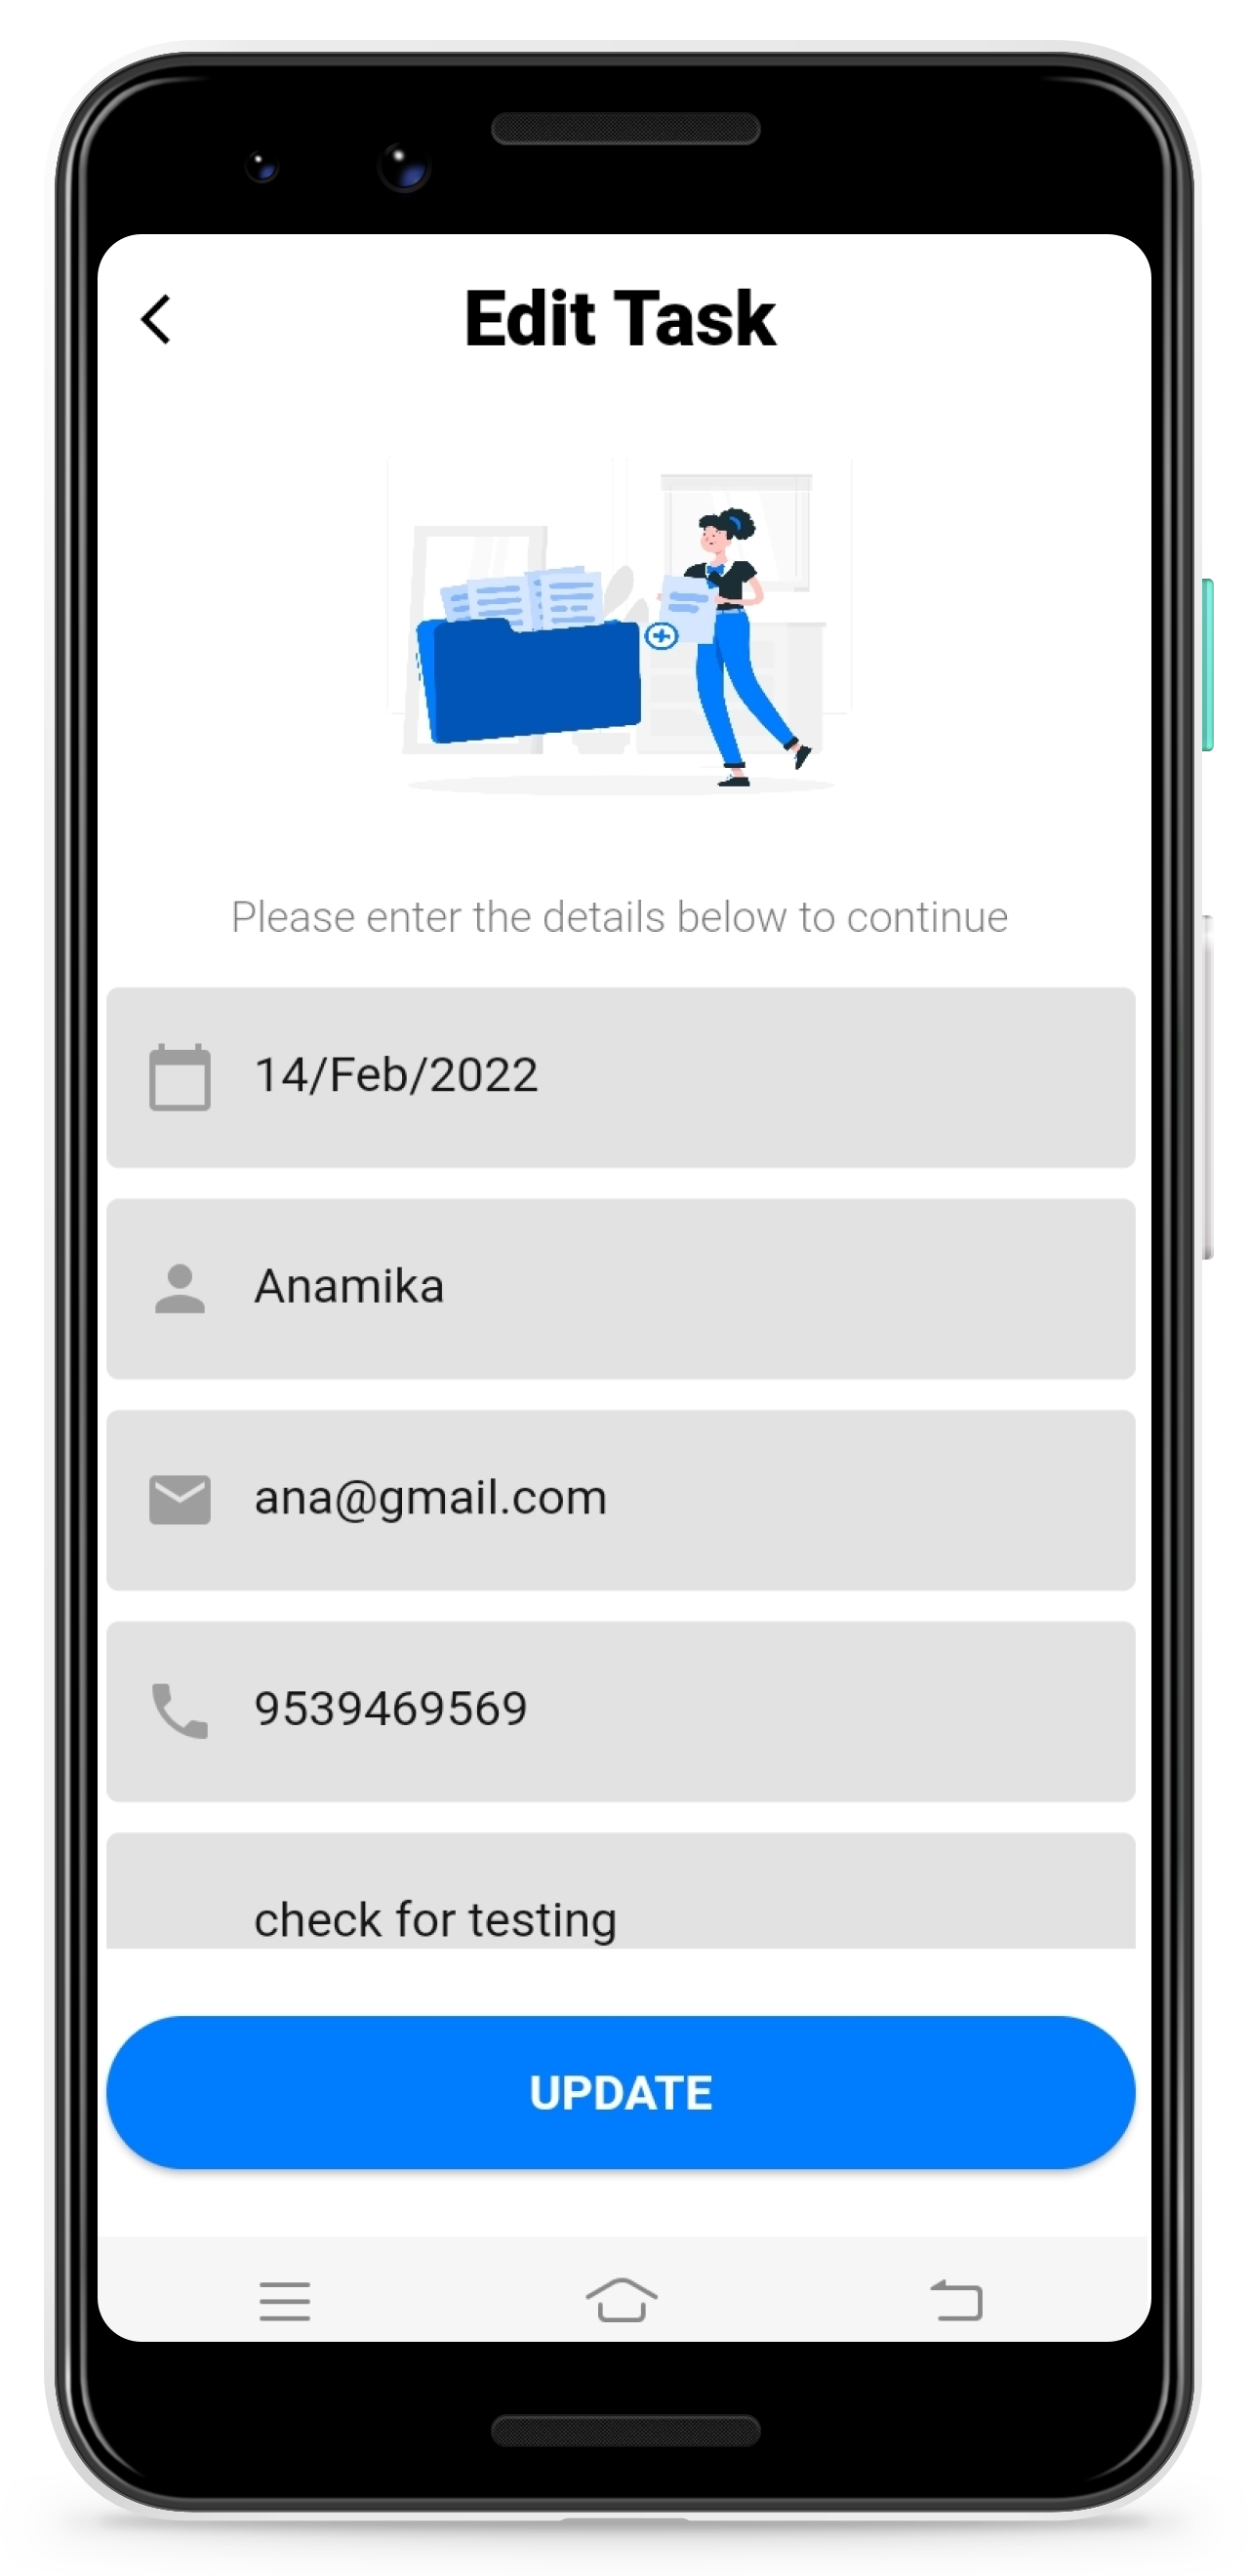 Edit Task
Please enter the details below to continue
14/Feb/2022
Anamika
ana@gmail.com
9539469569
check for testing
UPDATE